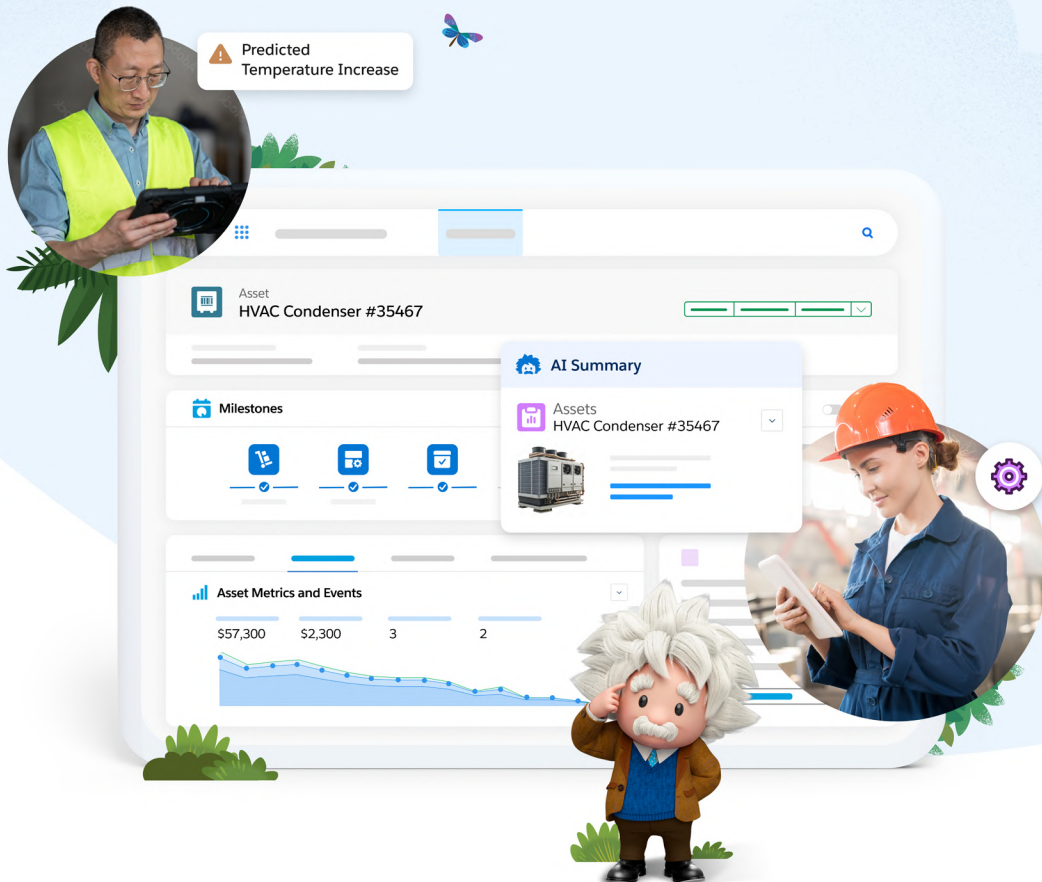 Predicted
Temperature Increase
Asset
HVAC Condenser #35467
AI Summary
Assets
HVAC Condenser #35467
Milestones
Asset Metrics and Events
$57,300 $2,300 3 2